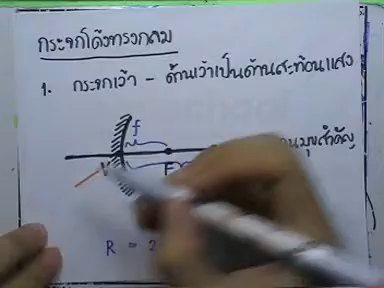 กระจกโค้งทรงกลม
1. กระจกเว้า - ด้านเว้าเป็นด้านสะท้อนแสง
f
F
R = 2